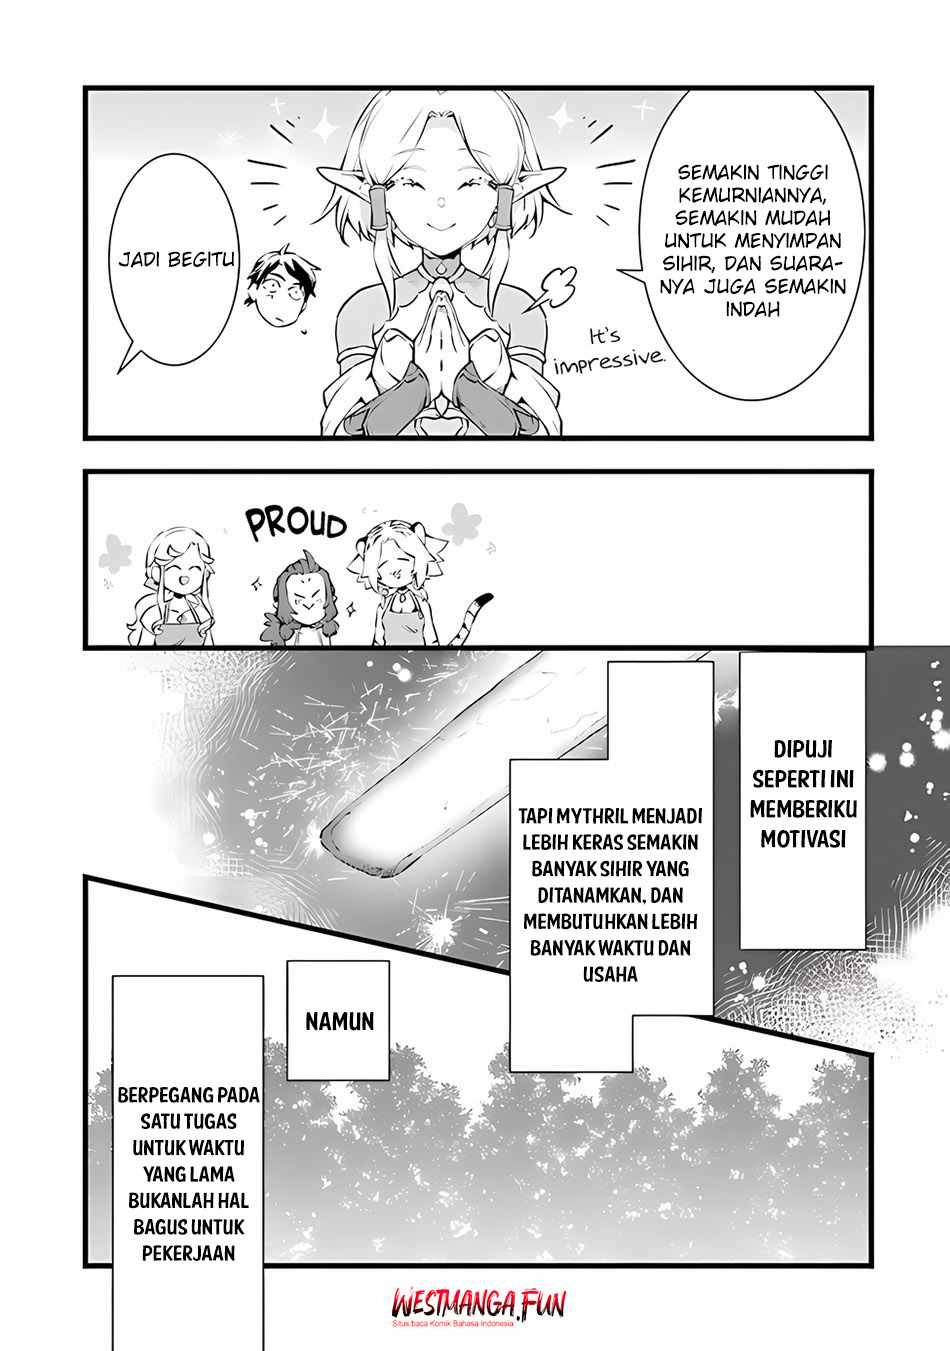 SEMAKIN TINGGI
KEMURNIANNYA,
SEMAKIN MUDAH
UNTUK MENYIMPAN
SIHIR, DAN SUARA-
NYA JUGA SEMAKIN
INDAH
It's
impressive.
JADI BEGITU
PROUD
DIPUJI
SEPERTI INI
MEMBERIKU
MOTIVASI
TAPI MYTHRIL MENJADI
LEBIH KERAS SEMAKIN
BANYAK SIHIR YANG
DITANAMKAN, DAN
MEMBUTUHKAN LEBIH
BANYAK WAKTU DAN
USAHA
NAMUN
BERPEGANG PADA
SATU TUGAS
UNTUK WAKTU
YANG LAMA
BUKANLAH HAL
BAGUS UNTUK
PEKERJAAN
WESTMANGA.FUN
Situs baca Komik Bahasa Indonesia